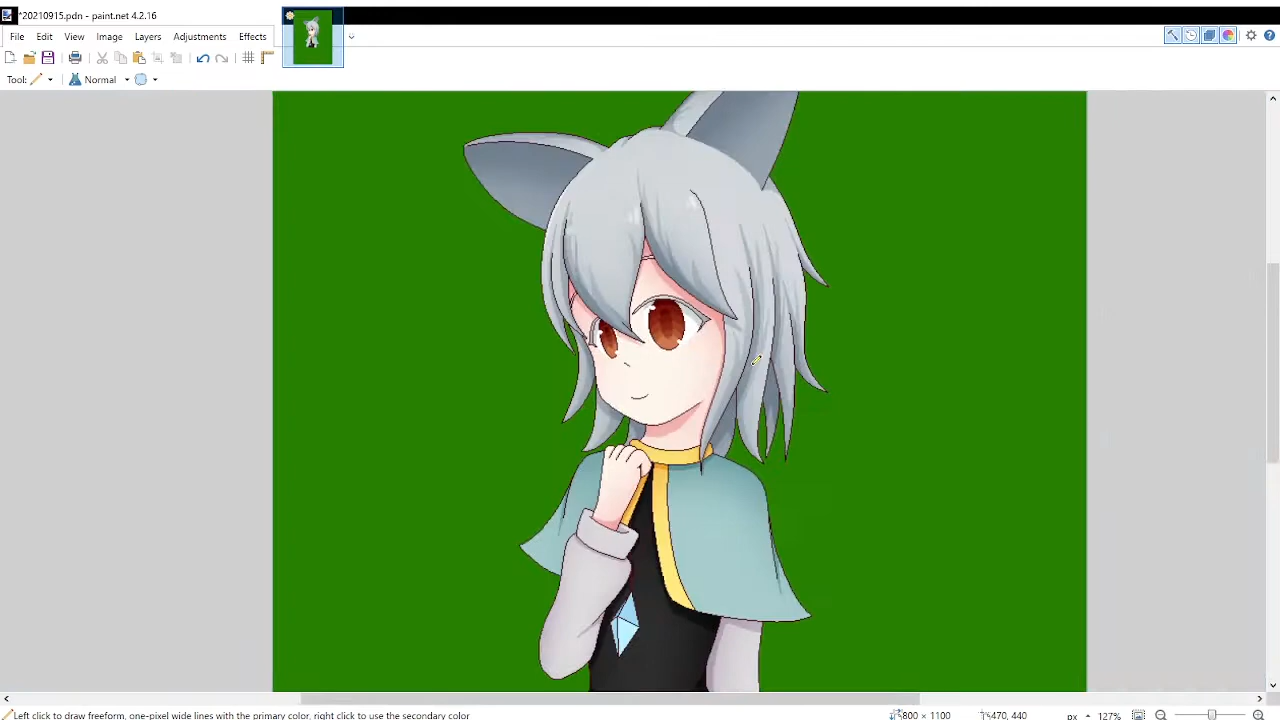 *20210915.pdn - paint.net 4.2.16
File Edit View Image Layers Adjustments Effects
Tool: Normal
Left click to draw freeform, one-pixel wide lines with the primary color, right click to use the secondary color
800 × 1100 470, 440 px 127%